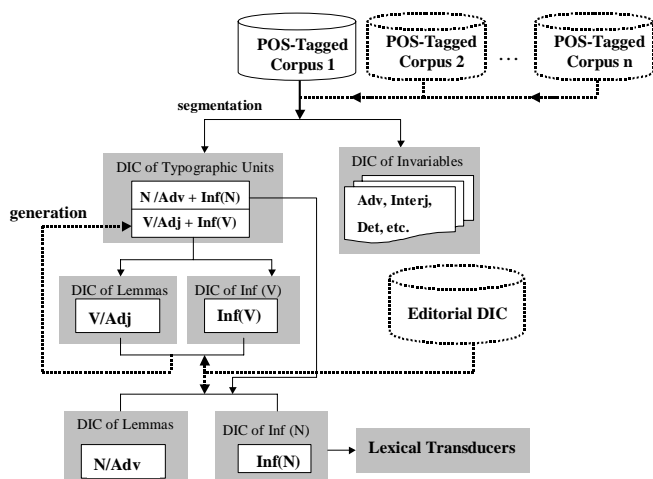 POS-Tagged
Corpus 1
POS-Tagged
Corpus 2
...
POS-Tagged
Corpus n
segmentation
DIC of Typographic Units
N /Adv + Inf(N)
V/Adj + Inf(V)
DIC of Invariables
Adv, Interj,
Det, etc.
generation
DIC of Lemmas
V/Adj
DIC of Inf (V)
Inf(V)
Editorial DIC
DIC of Lemmas
N/Adv
DIC of Inf (N)
Inf(N)
Lexical Transducers